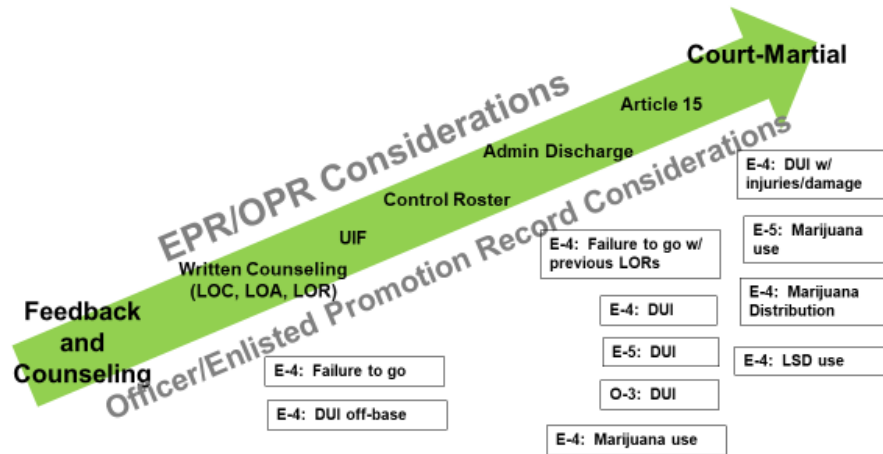 Court-Martial
Article 15
Admin Discharge
Control Roster
UIF
Written Counseling
(LOC, LOA, LOR)
Feedback
and
Counseling
EPR/OPR Considerations
Officer/Enlisted Promotion Record Considerations
E-4: Failure to go
E-4: DUI off-base
E-4: Failure to go w/
previous LORs
E-4: DUI
E-5: DUI
O-3: DUI
E-4: Marijuana use
E-4: DUI w/
injuries/damage
E-5: Marijuana
use
E-4: Marijuana
Distribution
E-4: LSD use